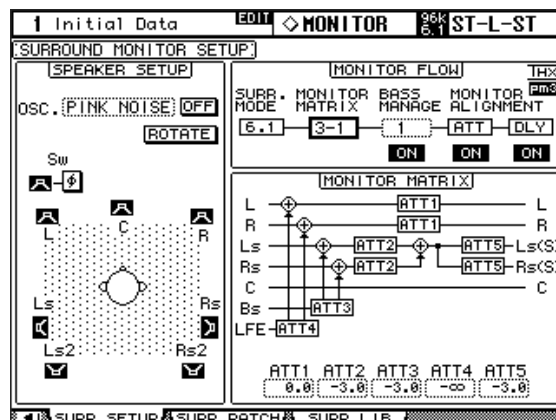 1 Initial Data EDIT ◇MONITOR 96k 6.1 ST-L-ST
SURROUND MONITOR SETUP
SPEAKER SETUP
OSC. PINK NOISE OFF
ROTATE
Sw
ø
L C R
Ls Rs
Ls2 Rs2
MONITOR FLOW THX pm3
SURR. MODE MONITOR MATRIX BASS MANAGE MONITOR ALIGNMENT
6.1 3-1 1 ATT DLY
ON ON ON
MONITOR MATRIX
L ATT1 L
R ATT1 R
Ls ATT2 ATT5 Ls(S)
Rs ATT2 ATT5 Rs(S)
C C
Bs ATT3
LFE ATT4
ATT1 ATT2 ATT3 ATT4 ATT5
0.0 -3.0 -3.0 -∞ -3.0
SURR SETUP SURR PATCH SURR LIB